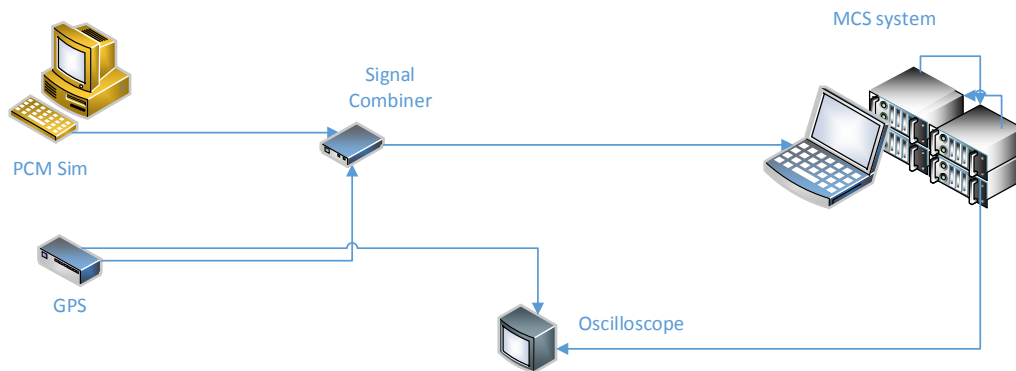 MCS system
Signal
Combiner
PCM Sim
GPS
Oscilloscope